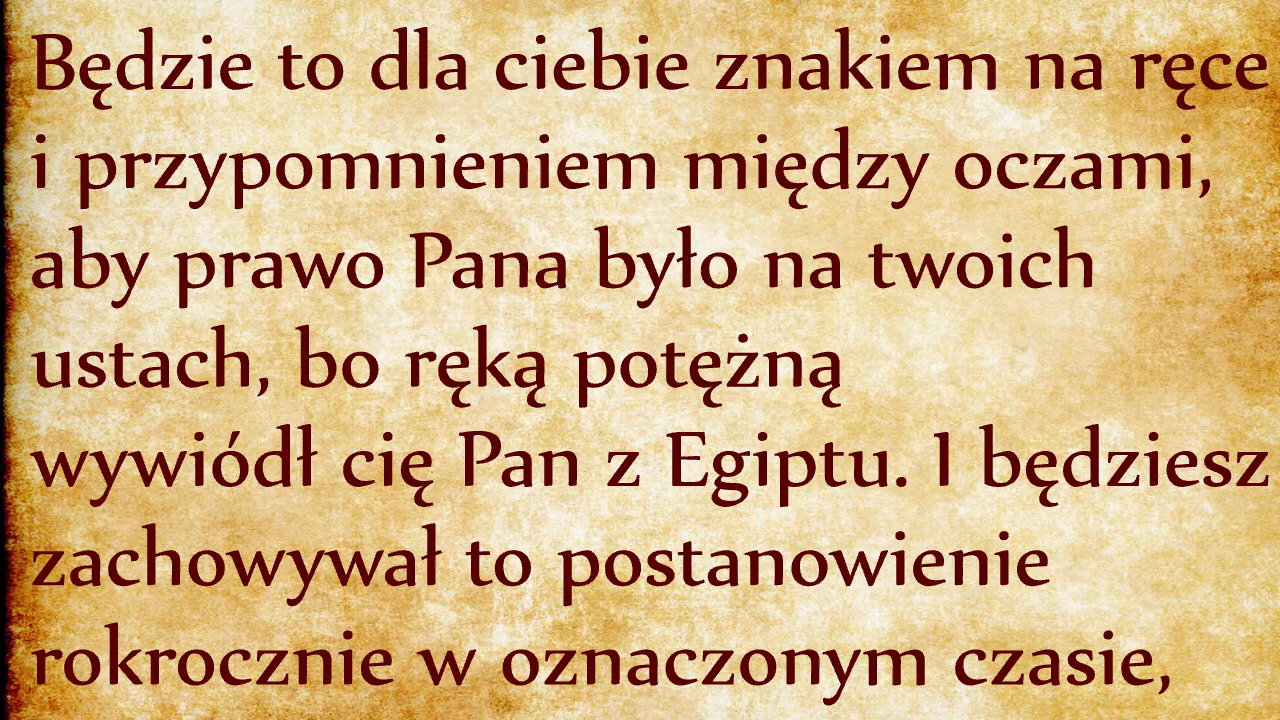 Będzie to dla ciebie znakiem na ręce
i przypomnieniem między oczami,
aby prawo Pana było na twoich
ustach, bo ręką potężną
wywiódł cię Pan z Egiptu. I będziesz
zachowywał to postanowienie
rokrocznie w oznaczonym czasie,